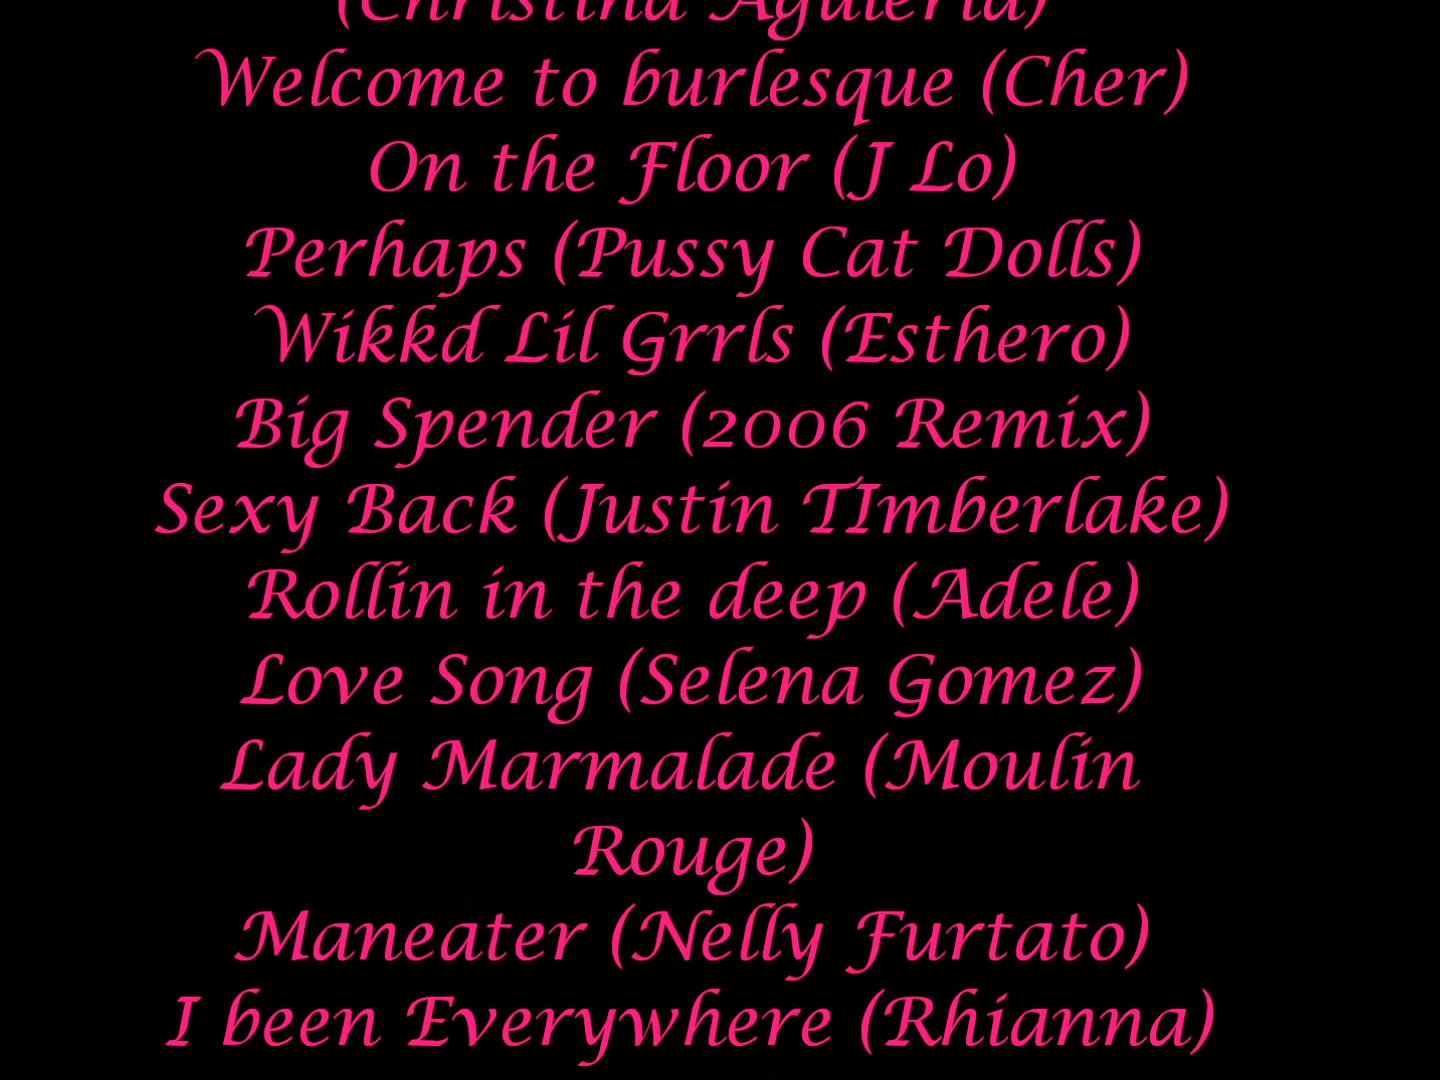 (Christina Aguileria)
Welcome to burlesque (Cher)
On the Floor (J Lo)
Perhaps (Pussy Cat Dolls)
Wikkd Lil Grrls (Esthero)
Big Spender (2006 Remix)
Sexy Back (Justin TImberlake)
Rollin in the deep (Adele)
Love Song (Selena Gomez)
Lady Marmalade (Moulin
Rouge)
Maneater (Nelly Furtato)
I been Everywhere (Rhianna)